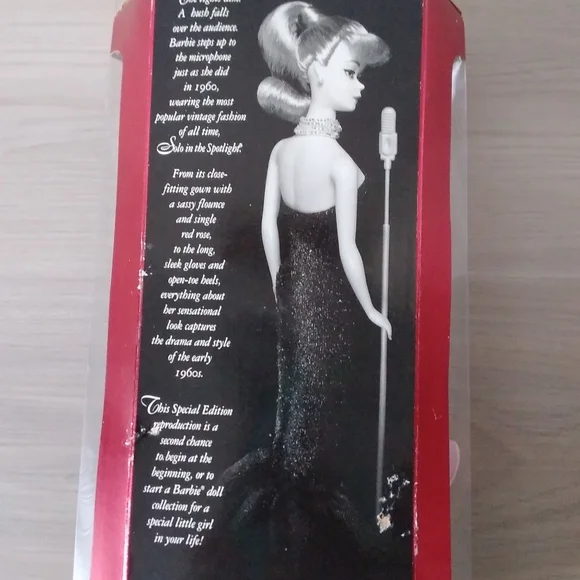 A hush falls
over the audience.
Barbie steps up to
the microphone
just as she did
in 1960,
wearing the most
popular vintage fashion
of all time,
Solo in the Spotlight.®
From its close-
fitting gown with
a sassy flounce
and single
red rose,
to the long,
sleek gloves and
open-toe heels,
everything about
her sensational
look captures
the drama and style
of the early
1960s.
This Special Edition
reproduction is a
second chance
to begin at the
beginning, or to
start a Barbie® doll
collection for a
special little girl
in your life!